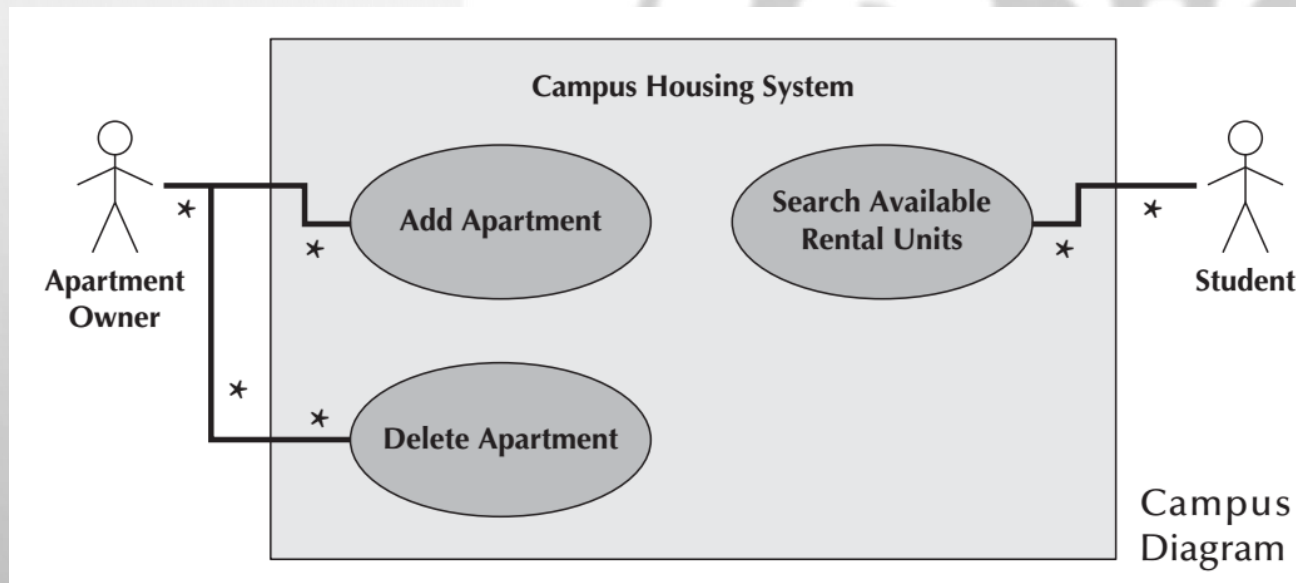 Campus Housing System
Add Apartment
Search Available
Rental Units
*
*
*
*
Apartment
Owner
Student
*
*
Delete Apartment
Campus
Diagram